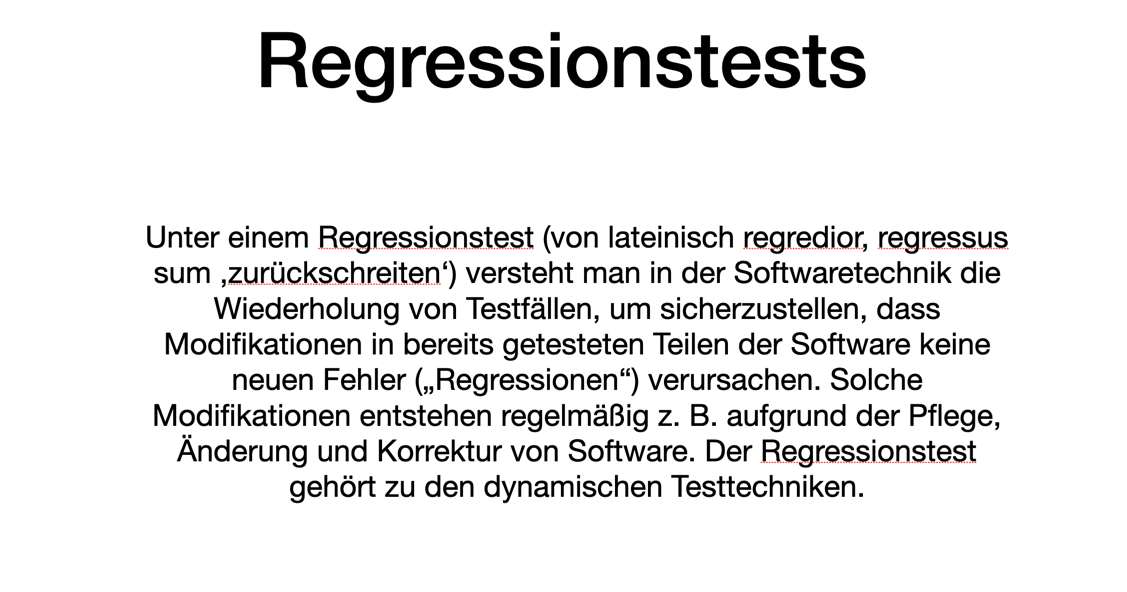 Regressionstests
Unter einem Regressionstest (von lateinisch regredior, regressus
sum ‚zurückschreiten‘) versteht man in der Softwaretechnik die
Wiederholung von Testfällen, um sicherzustellen, dass
Modifikationen in bereits getesteten Teilen der Software keine
neuen Fehler („Regressionen“) verursachen. Solche
Modifikationen entstehen regelmäßig z. B. aufgrund der Pflege,
Änderung und Korrektur von Software. Der Regressionstest
gehört zu den dynamischen Testtechniken.